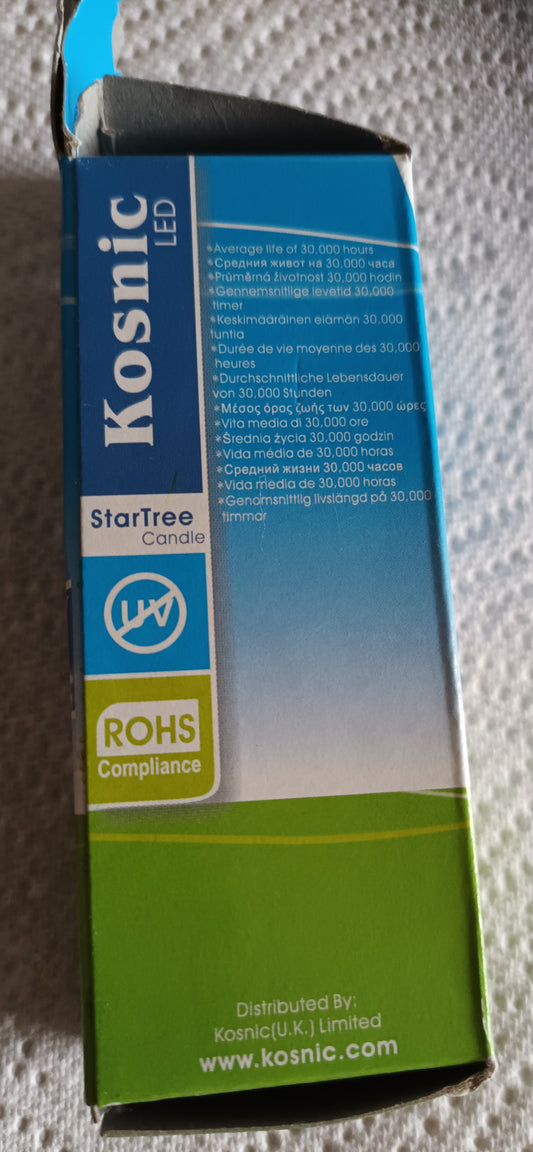 Kosnic
LED
*Average life of 30,000 hours
*Средния живот на 30,000 часа
*Průměrná životnost 30,000 hodin
*Gennemsnitlige levetid 30,000
timer
*Keskimääräinen elämän 30,000
tuntia
*Durée de vie moyenne des 30,000
heures
*Durchschnittliche Lebensdauer
von 30,000 Stunden
*Μέσος όρος ζωής των 30,000 ώρες
*Vita media di 30,000 ore
*Średnia życia 30,000 godzin
*Vida média de 30,000 horas
*Средний жизни 30,000 часов
*Vida media de 30,000 horas
*Genomsnittlig livslängd på 30,000
timmar
StarTree
Candle
UV
ROHS
Compliance
Distributed By:
Kosnic(U.K.) Limited
www.kosnic.com